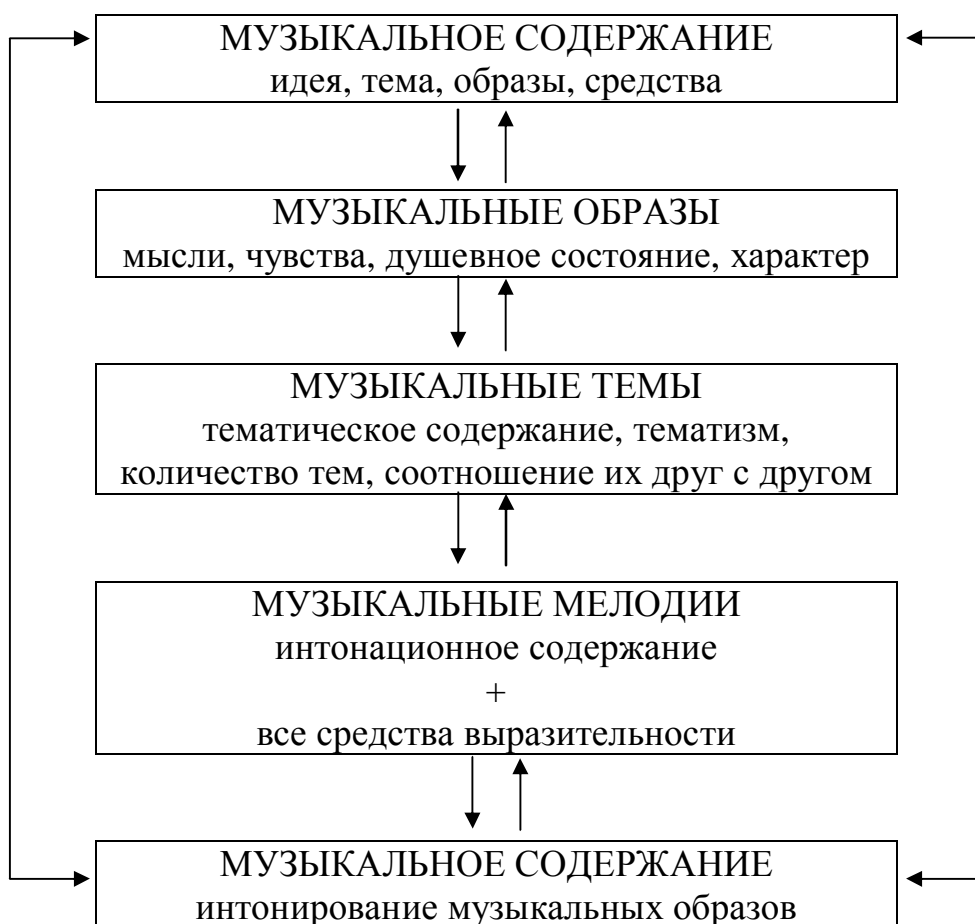 МУЗЫКАЛЬНОЕ СОДЕРЖАНИЕ
идея, тема, образы, средства
МУЗЫКАЛЬНЫЕ ОБРАЗЫ
мысли, чувства, душевное состояние, характер
МУЗЫКАЛЬНЫЕ ТЕМЫ
тематическое содержание, тематизм,
количество тем, соотношение их друг с другом
МУЗЫКАЛЬНЫЕ МЕЛОДИИ
интонационное содержание
+
все средства выразительности
МУЗЫКАЛЬНОЕ СОДЕРЖАНИЕ
интонирование музыкальных образов